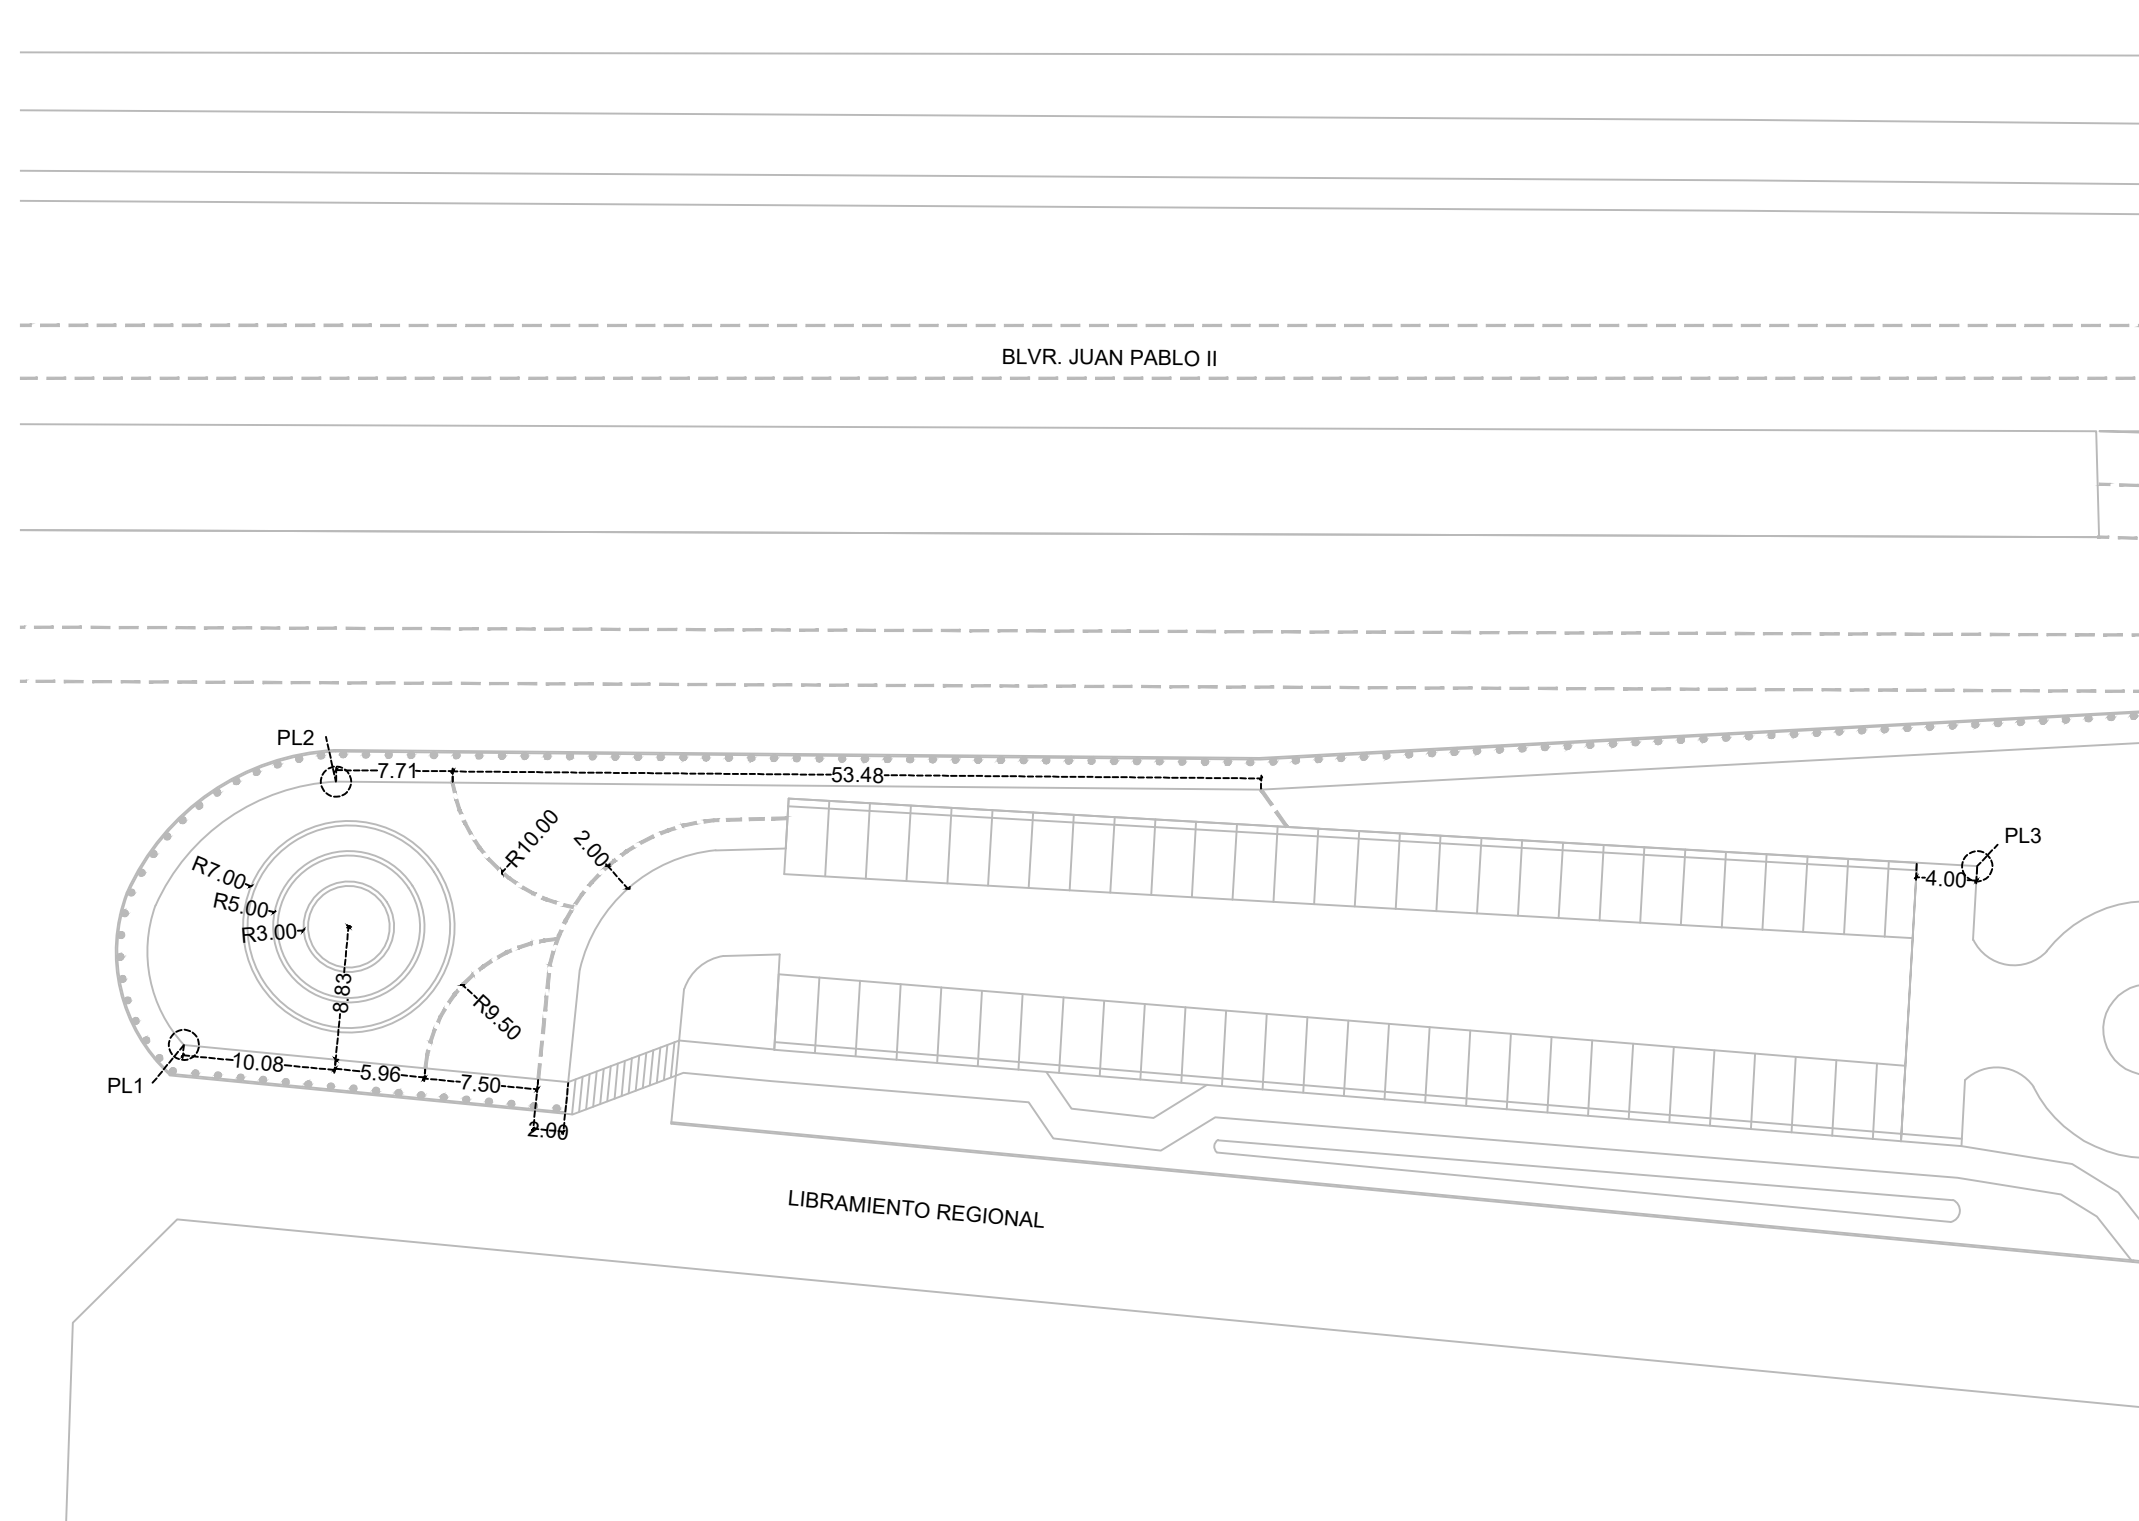 BLVR. JUAN PABLO II
PL2
7.71
53.48
R10.00
2.00
PL3
4.00
R7.00
R5.00
R3.00
8.83
R9.50
10.08
5.96
7.50
PL1
2.00
LIBRAMIENTO REGIONAL